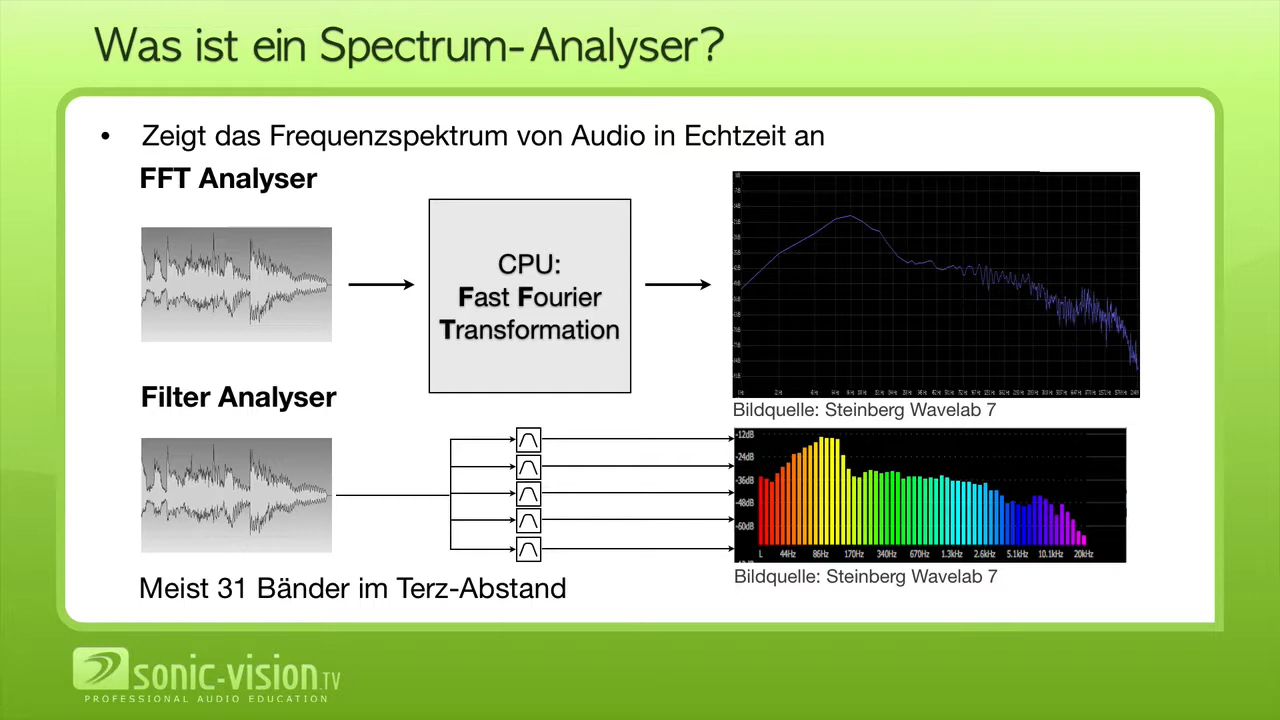 Was ist ein Spectrum-Analyser?
• Zeigt das Frequenzspektrum von Audio in Echtzeit an
FFT Analyser
CPU:
Fast Fourier
Transformation
Bildquelle: Steinberg Wavelab 7
Filter Analyser
-12dB
-24dB
-36dB
-48dB
-60dB
L 44Hz 86Hz 170Hz 340Hz 670Hz 1.3kHz 2.6kHz 5.1kHz 10.1kHz 20kHz
Bildquelle: Steinberg Wavelab 7
Meist 31 Bänder im Terz-Abstand
sonic-vision.TV
PROFESSIONAL AUDIO EDUCATION